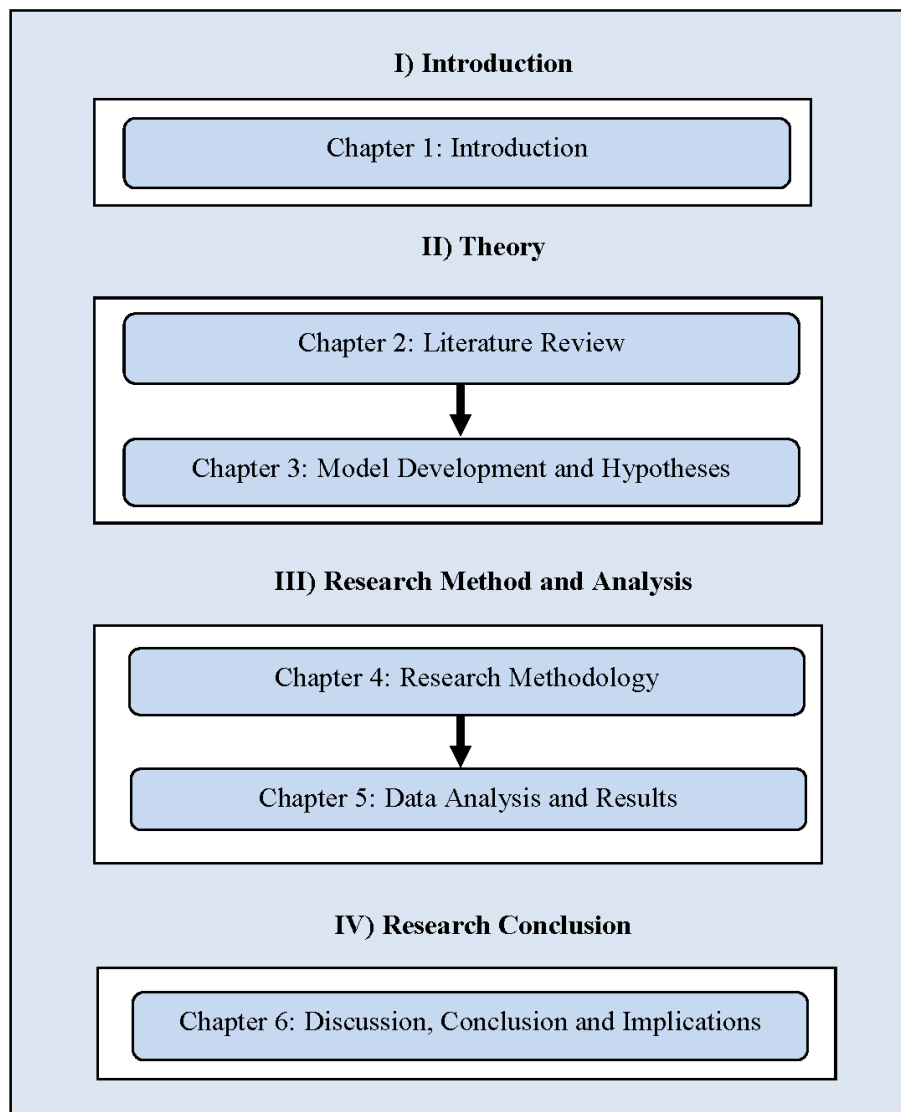 I) Introduction
Chapter 1: Introduction
II) Theory
Chapter 2: Literature Review
Chapter 3: Model Development and Hypotheses
III) Research Method and Analysis
Chapter 4: Research Methodology
Chapter 5: Data Analysis and Results
IV) Research Conclusion
Chapter 6: Discussion, Conclusion and Implications